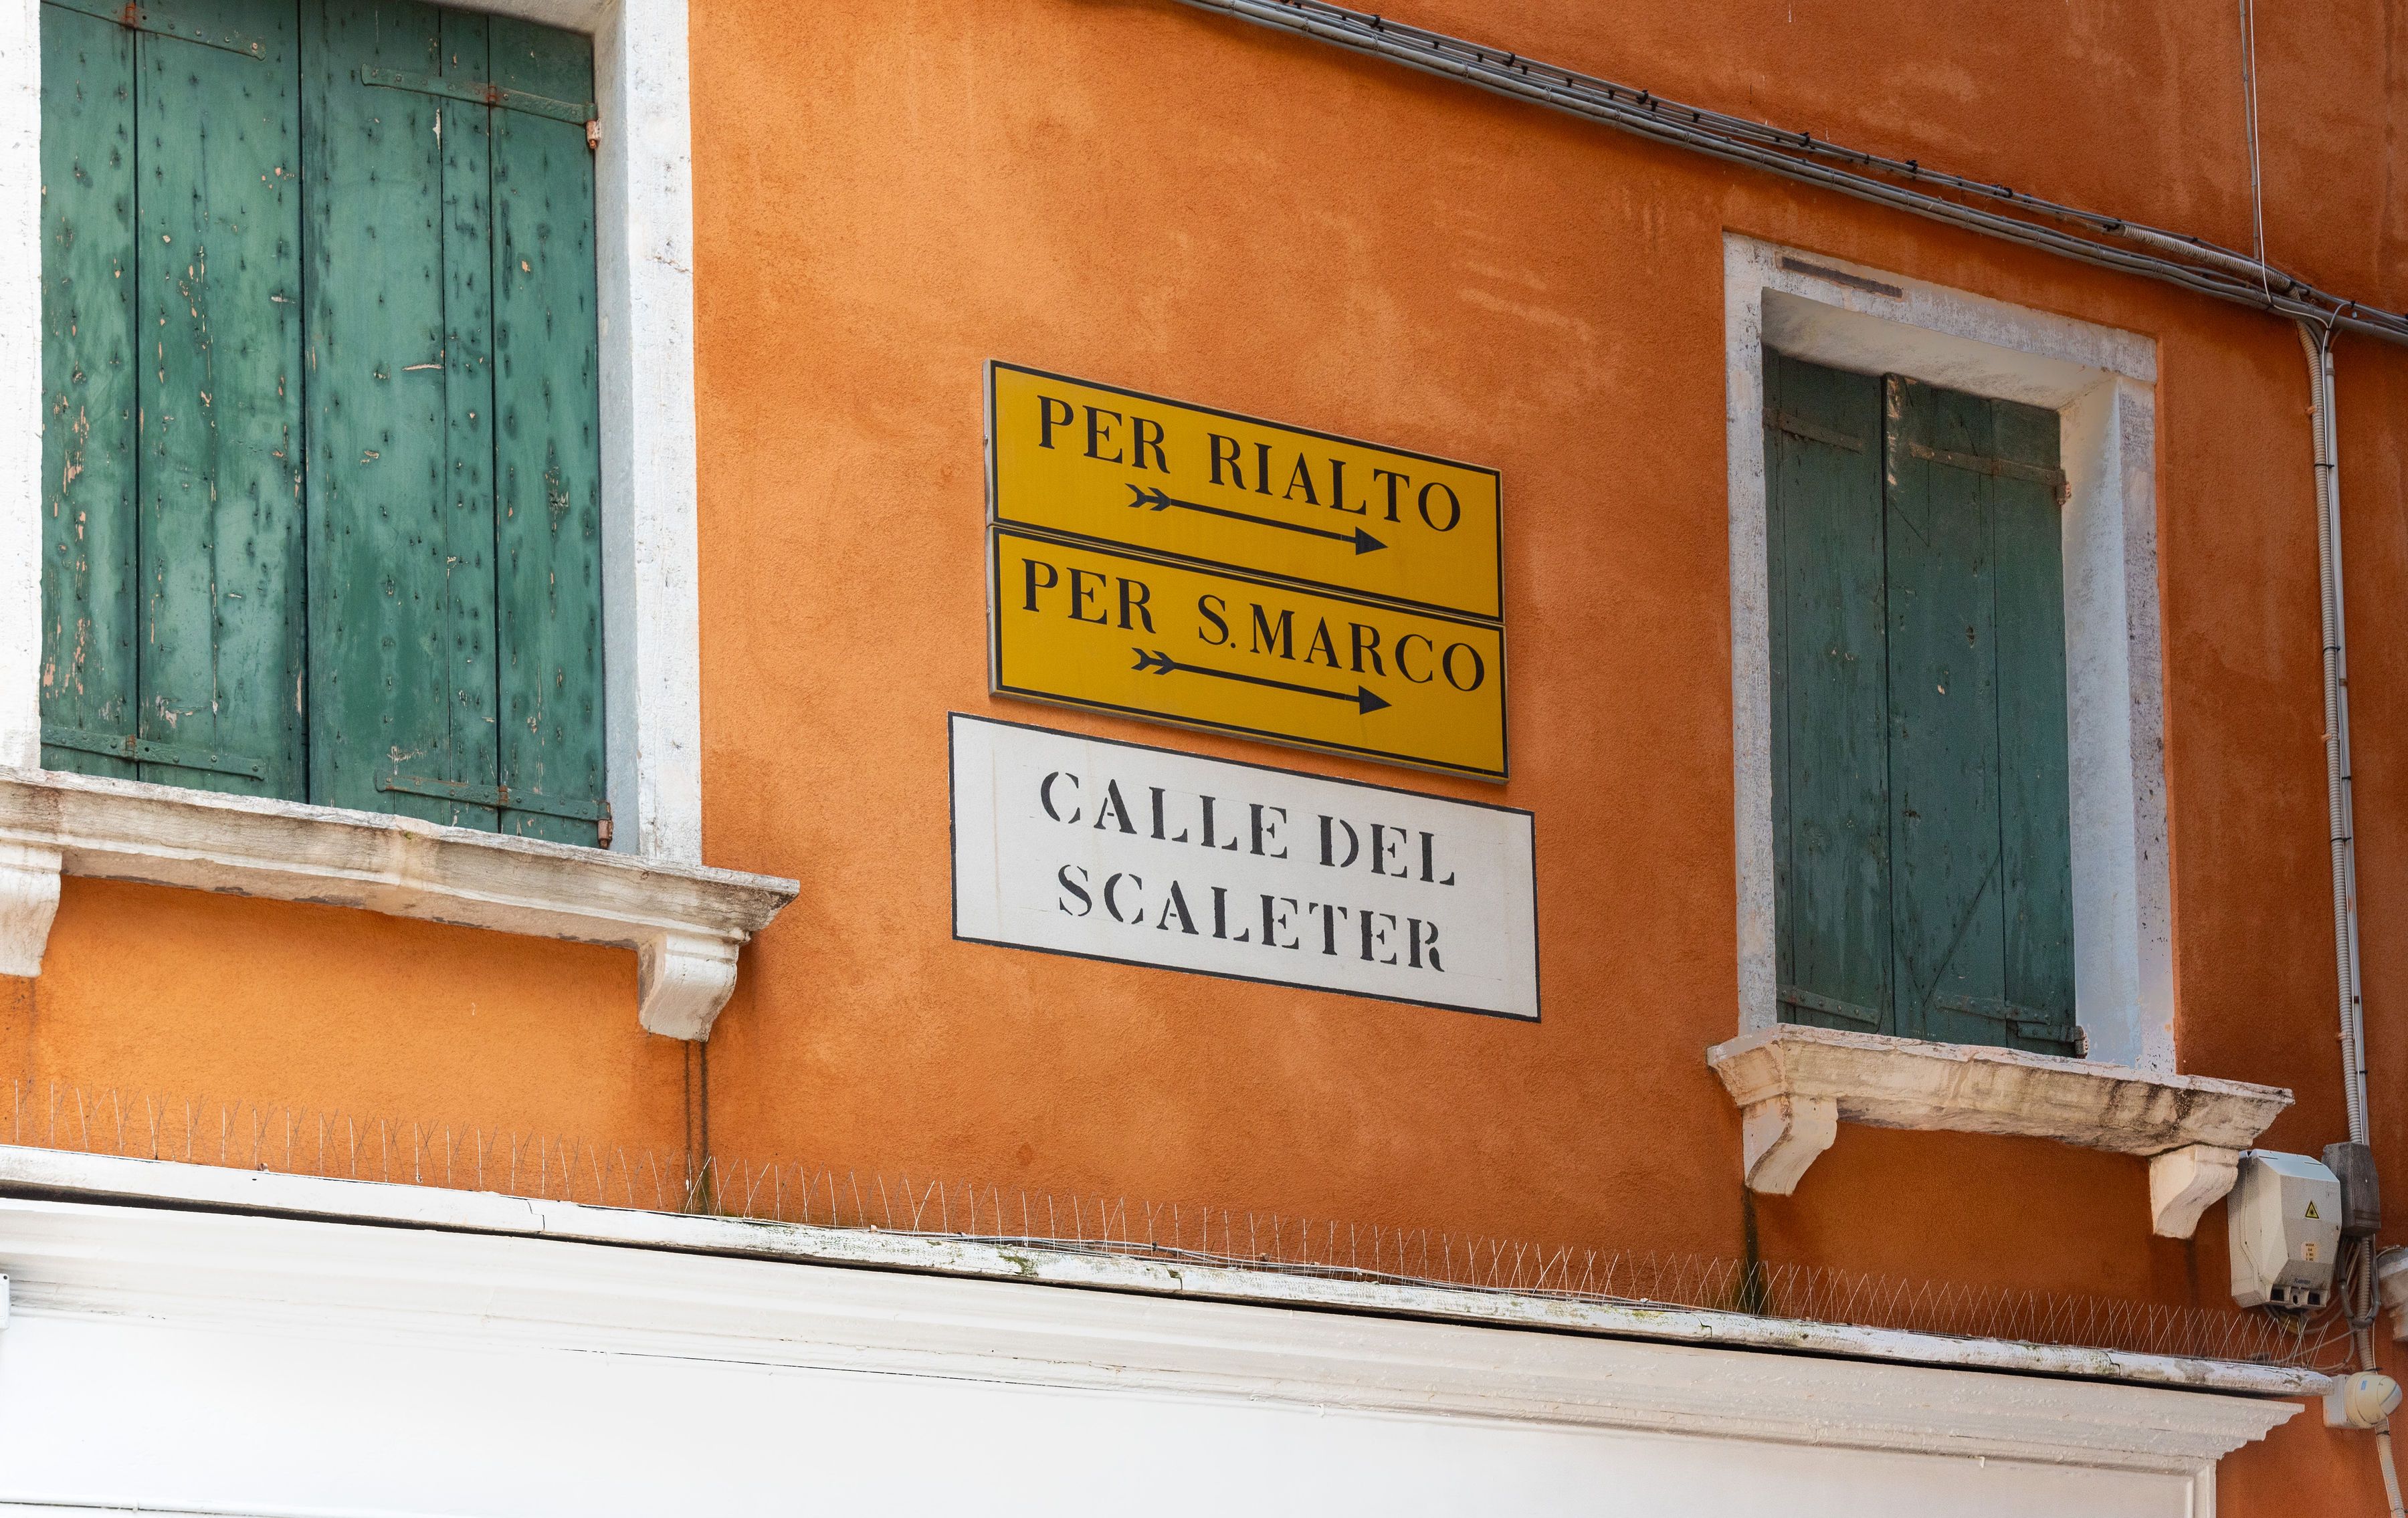 PER RIALTO
PER S. MARCO
CALLE DEL
SCALETER